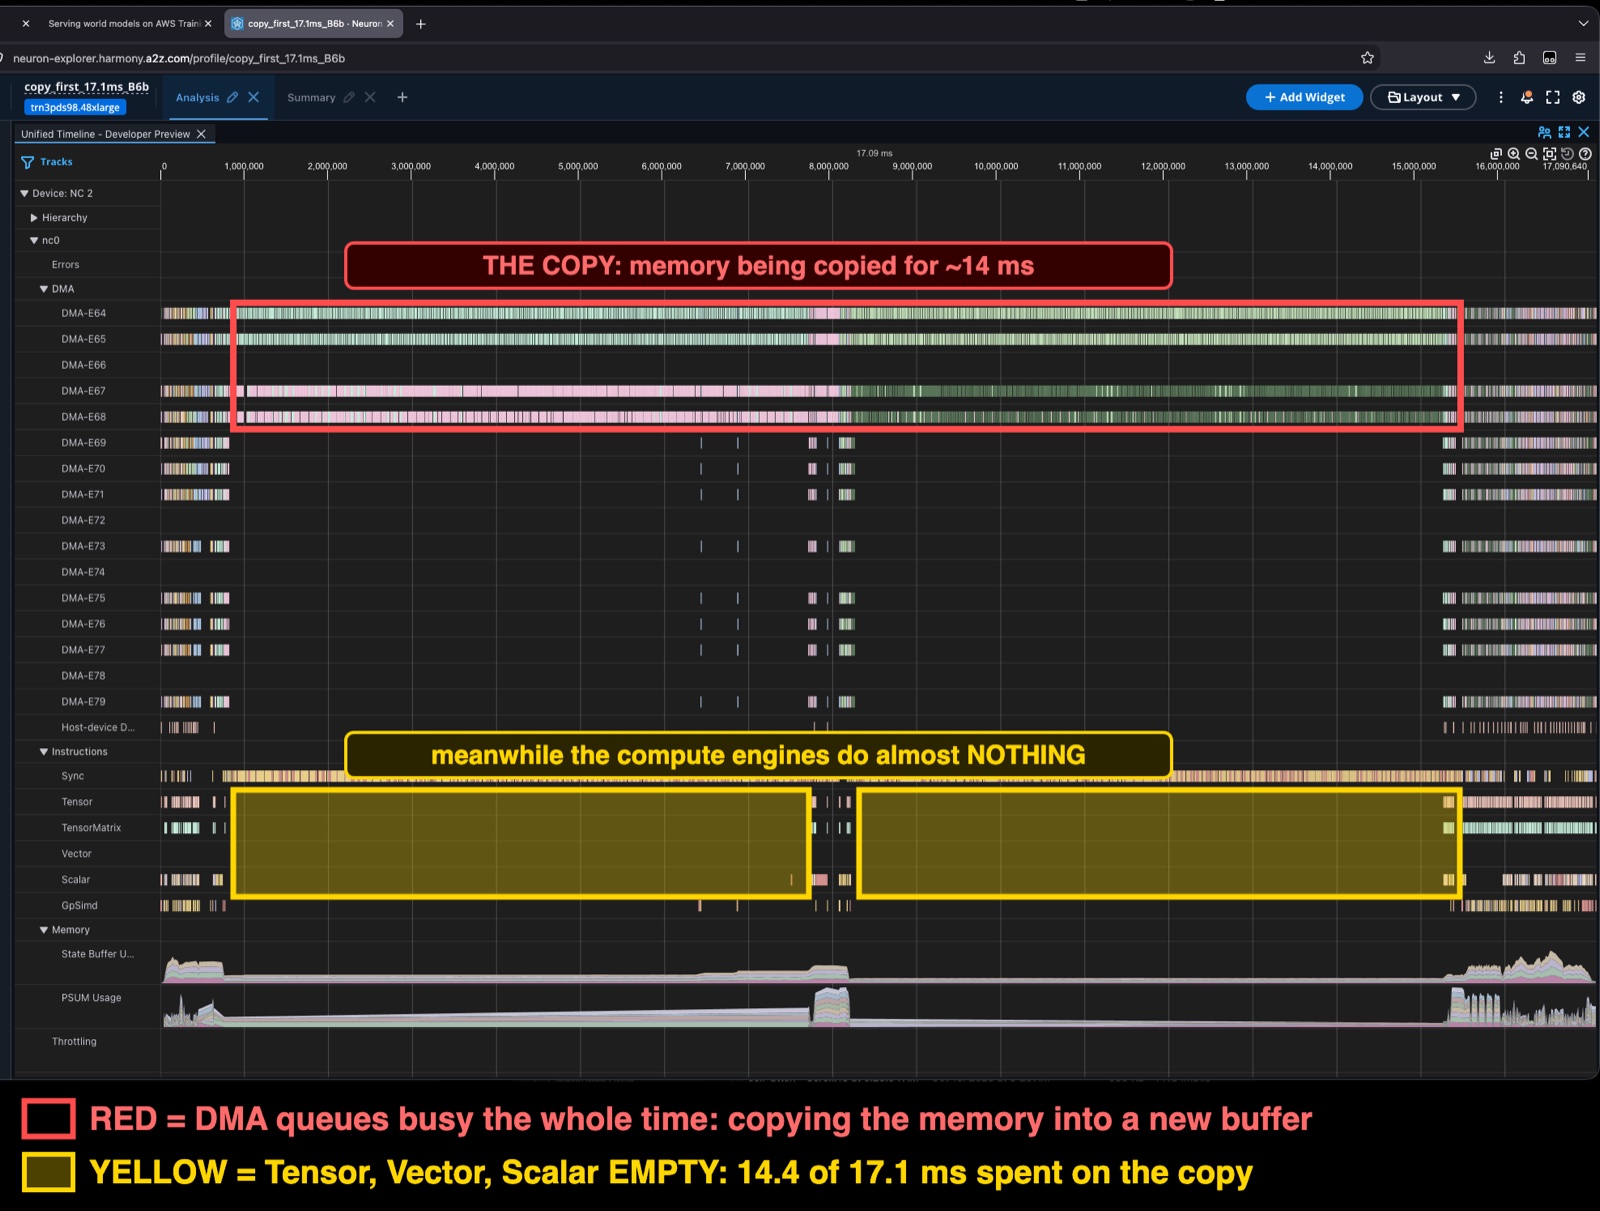 Serving world models on AWS Traini
copy_first_17.1ms_B6b - Neuron
neuron-explorer.harmony.a2z.com/profile/copy_first_17.1ms_B6b
copy_first_17.1ms_B6b
trn3pds98.48xlarge
Analysis
Summary
+ Add Widget
Layout
Unified Timeline - Developer Preview
Tracks
17.09 ms
0 1,000,000 2,000,000 3,000,000 4,000,000 5,000,000 6,000,000 7,000,000 8,000,000 9,000,000 10,000,000 11,000,000 12,000,000 13,000,000 14,000,000 15,000,000 16,000,000 17,090,640
Device: NC 2
Hierarchy
nc0
THE COPY: memory being copied for ~14 ms
Errors
DMA
DMA-E64
DMA-E65
DMA-E66
DMA-E67
DMA-E68
DMA-E69
DMA-E70
DMA-E71
DMA-E72
DMA-E73
DMA-E74
DMA-E75
DMA-E76
DMA-E77
DMA-E78
DMA-E79
Host-device D...
meanwhile the compute engines do almost NOTHING
Instructions
Sync
Tensor
TensorMatrix
Vector
Scalar
GpSimd
Memory
State Buffer U...
PSUM Usage
Throttling
RED = DMA queues busy the whole time: copying the memory into a new buffer
YELLOW = Tensor, Vector, Scalar EMPTY: 14.4 of 17.1 ms spent on the copy